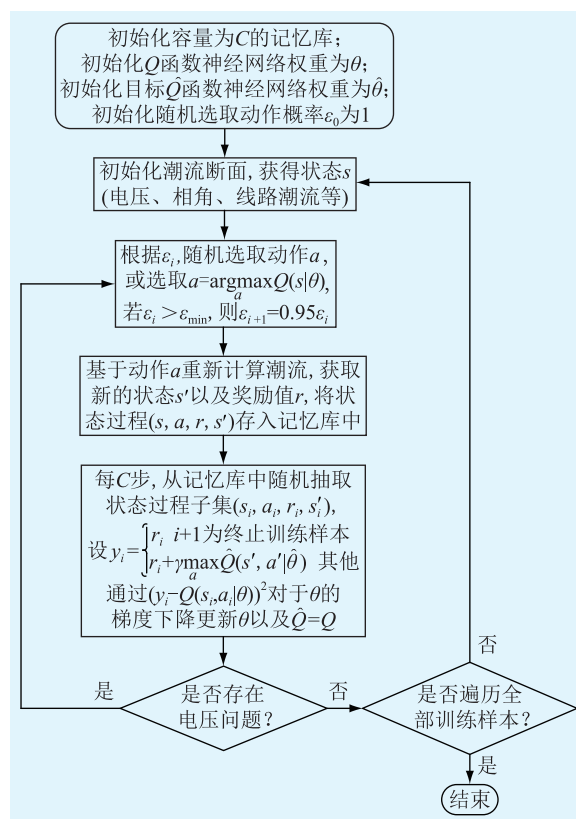 初始化容量为C的记忆库;
初始化Q函数神经网络权重为θ;
初始化目标Q̂函数神经网络权重为θ̂;
初始化随机选取动作概率ε₀为1
初始化潮流断面, 获得状态s
(电压、相角、线路潮流等)
根据εᵢ,随机选取动作a,
或选取a=argmaxQ(s|θ),
a
若εᵢ＞εmin, 则εᵢ₊₁=0.95εᵢ
基于动作a重新计算潮流, 获取
新的状态s′以及奖励值r, 将状
态过程(s, a, r, s′)存入记忆库中
每C步, 从记忆库中随机抽取
状态过程子集(sᵢ, aᵢ, rᵢ, s′ᵢ),
设yᵢ={rᵢ i+1为终止训练样本
rᵢ+γmaxQ̂(s′, a′|θ̂) 其他
a
通过(yᵢ-Q(sᵢ,aᵢ|θ))²对于θ的
梯度下降更新θ以及Q̂=Q
是否存在
电压问题?
是
否
是否遍历全
部训练样本?
否
是
结束